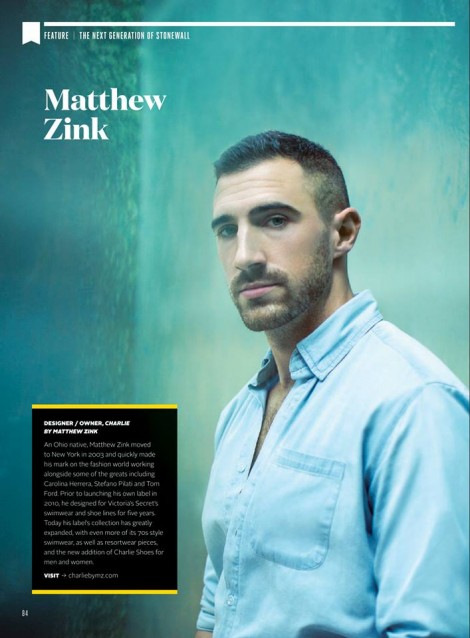 FEATURE | THE NEXT GENERATION OF STONEWALL
Matthew
Zink
DESIGNER / OWNER, CHARLIE
BY MATTHEW ZINK
An Ohio native, Matthew Zink moved
to New York in 2003 and quickly made
his mark on the fashion world working
alongside some of the greats including
Carolina Herrera, Stefano Pilati and Tom
Ford. Prior to launching his own label in
2010, he designed for Victoria's Secret's
swimwear and shoe lines for five years.
Today his label's collection has greatly
expanded, with even more of its 70s style
swimwear, as well as resortwear pieces,
and the new addition of Charlie Shoes for
men and women.
VISIT → charliebymz.com
84